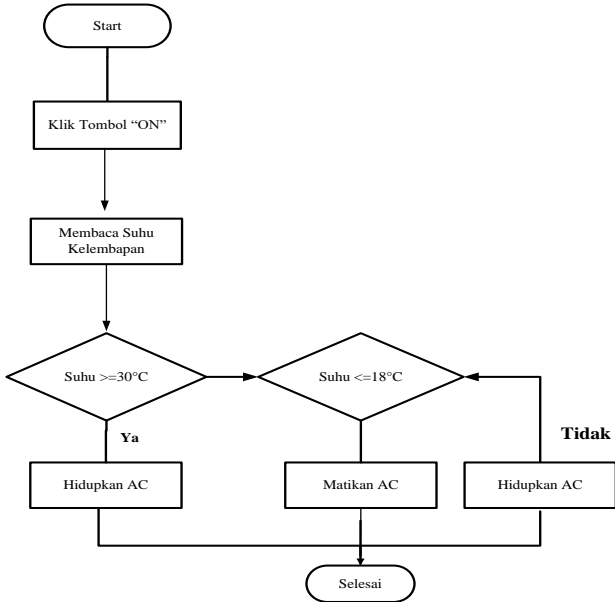 Start
Klik Tombol “ON”
Membaca Suhu
Kelembapan
Suhu >=30°C
Suhu <=18°C
Ya
Tidak
Hidupkan AC
Matikan AC
Hidupkan AC
Selesai